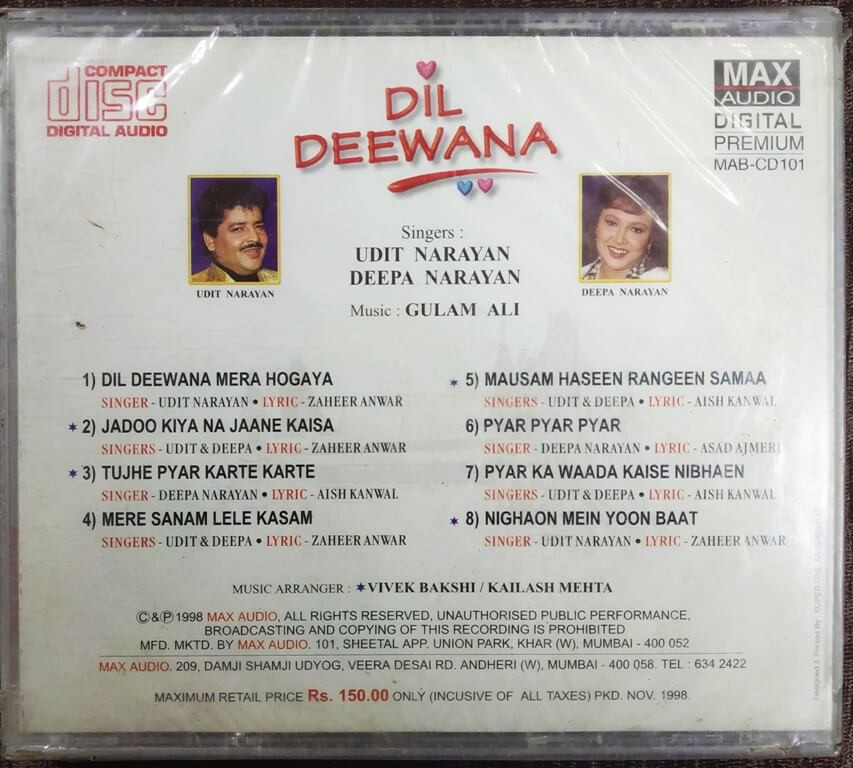 COMPACT
disc
DIGITAL AUDIO
DIL
DEEWANA
MAX
AUDIO
DIGITAL
PREMIUM
MAB-CD101
Singers :
UDIT NARAYAN
DEEPA NARAYAN
Music : GULAM ALI
UDIT NARAYAN
DEEPA NARAYAN
1) DIL DEEWANA MERA HOGAYA
SINGER - UDIT NARAYAN • LYRIC - ZAHEER ANWAR
★ 2) JADOO KIYA NA JAANE KAISA
SINGERS - UDIT & DEEPA • LYRIC - ZAHEER ANWAR
★ 3) TUJHE PYAR KARTE KARTE
SINGER - DEEPA NARAYAN • LYRIC - AISH KANWAL
4) MERE SANAM LELE KASAM
SINGERS - UDIT & DEEPA • LYRIC - ZAHEER ANWAR
★ 5) MAUSAM HASEEN RANGEEN SAMAA
SINGERS - UDIT & DEEPA • LYRIC - AISH KANWAL
6) PYAR PYAR PYAR
SINGER - DEEPA NARAYAN • LYRIC - ASAD AJMERI
7) PYAR KA WAADA KAISE NIBHAEN
SINGERS - UDIT & DEEPA • LYRIC - AISH KANWAL
★ 8) NIGHAON MEIN YOON BAAT
SINGER - UDIT NARAYAN • LYRIC - ZAHEER ANWAR
MUSIC ARRANGER : ★ VIVEK BAKSHI / KAILASH MEHTA
©&℗ 1998 MAX AUDIO, ALL RIGHTS RESERVED, UNAUTHORISED PUBLIC PERFORMANCE,
BROADCASTING AND COPYING OF THIS RECORDING IS PROHIBITED
MFD. MKTD. BY MAX AUDIO. 101, SHEETAL APP. UNION PARK, KHAR (W), MUMBAI - 400 052
MAX AUDIO. 209, DAMJI SHAMJI UDYOG, VEERA DESAI RD. ANDHERI (W), MUMBAI - 400 058. TEL : 634 2422
MAXIMUM RETAIL PRICE Rs. 150.00 ONLY (INCUSIVE OF ALL TAXES) PKD. NOV. 1998.
Designed & Printed By : SUPER